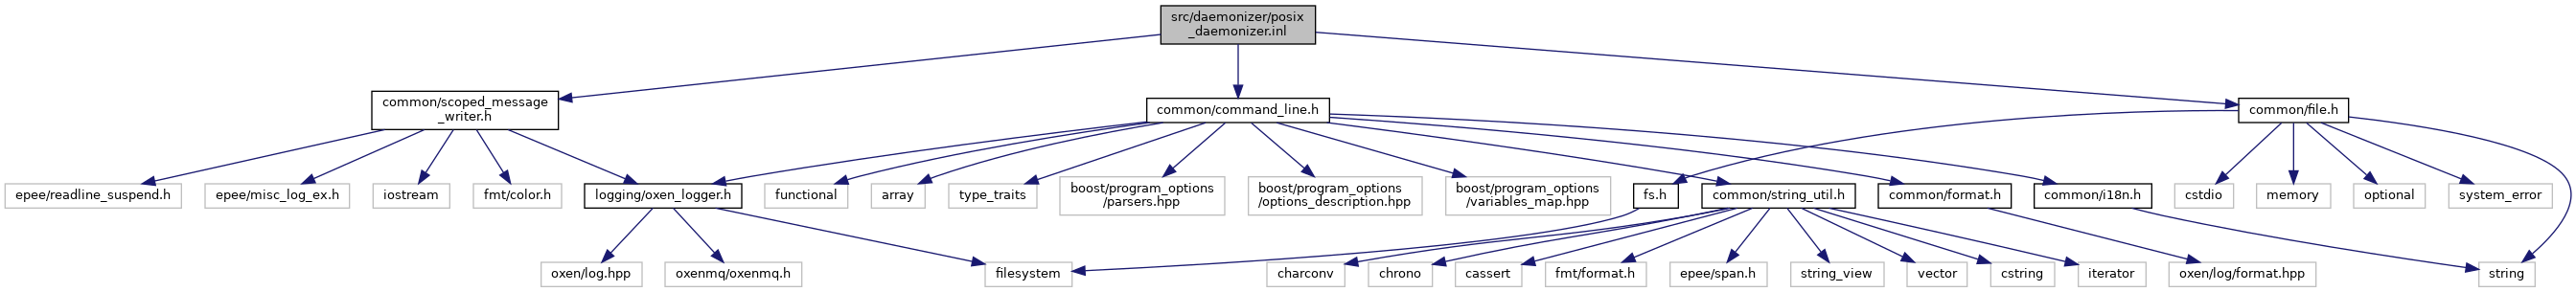 src/daemonizer/posix
_daemonizer.inl
common/scoped_message
_writer.h
common/command_line.h
common/file.h
epee/readline_suspend.h
epee/misc_log_ex.h
iostream
fmt/color.h
logging/oxen_logger.h
functional
array
type_traits
boost/program_options
/parsers.hpp
boost/program_options
/options_description.hpp
boost/program_options
/variables_map.hpp
fs.h
common/string_util.h
common/format.h
common/i18n.h
cstdio
memory
optional
system_error
oxen/log.hpp
oxenmq/oxenmq.h
filesystem
charconv
chrono
cassert
fmt/format.h
epee/span.h
string_view
vector
cstring
iterator
oxen/log/format.hpp
string